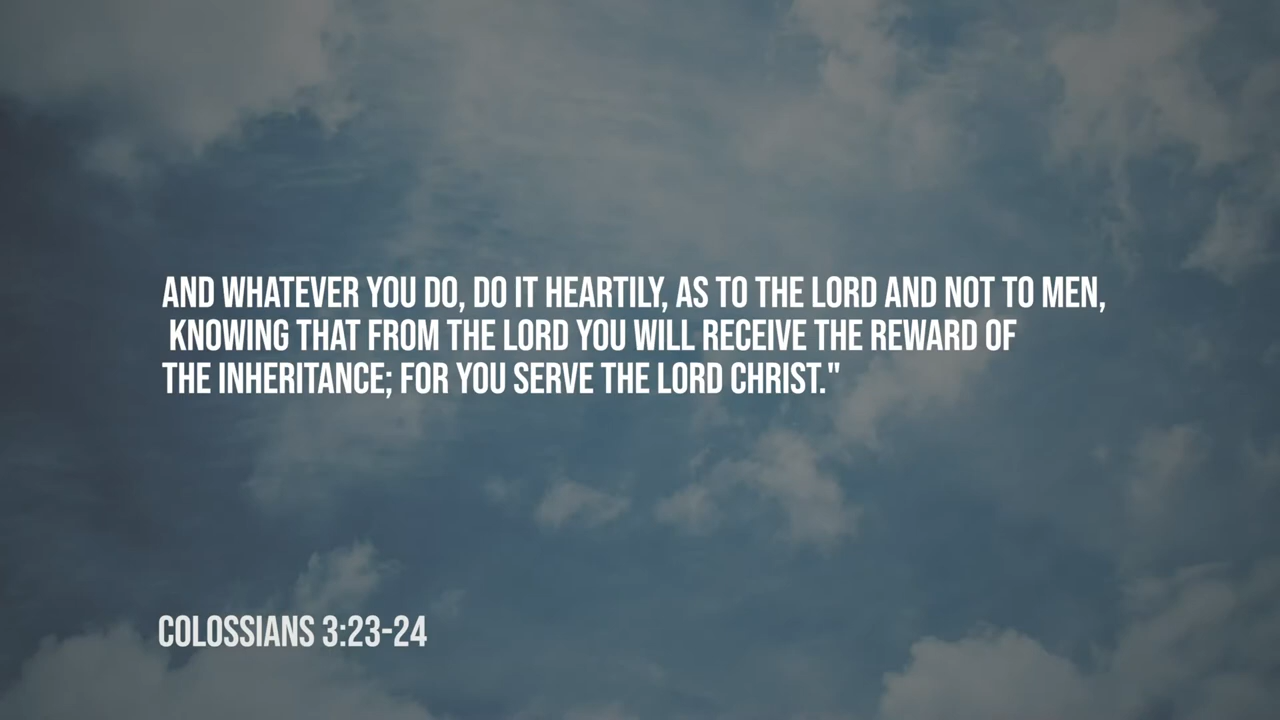 AND WHATEVER YOU DO, DO IT HEARTILY, AS TO THE LORD AND NOT TO MEN,
KNOWING THAT FROM THE LORD YOU WILL RECEIVE THE REWARD OF
THE INHERITANCE; FOR YOU SERVE THE LORD CHRIST."
COLOSSIANS 3:23-24